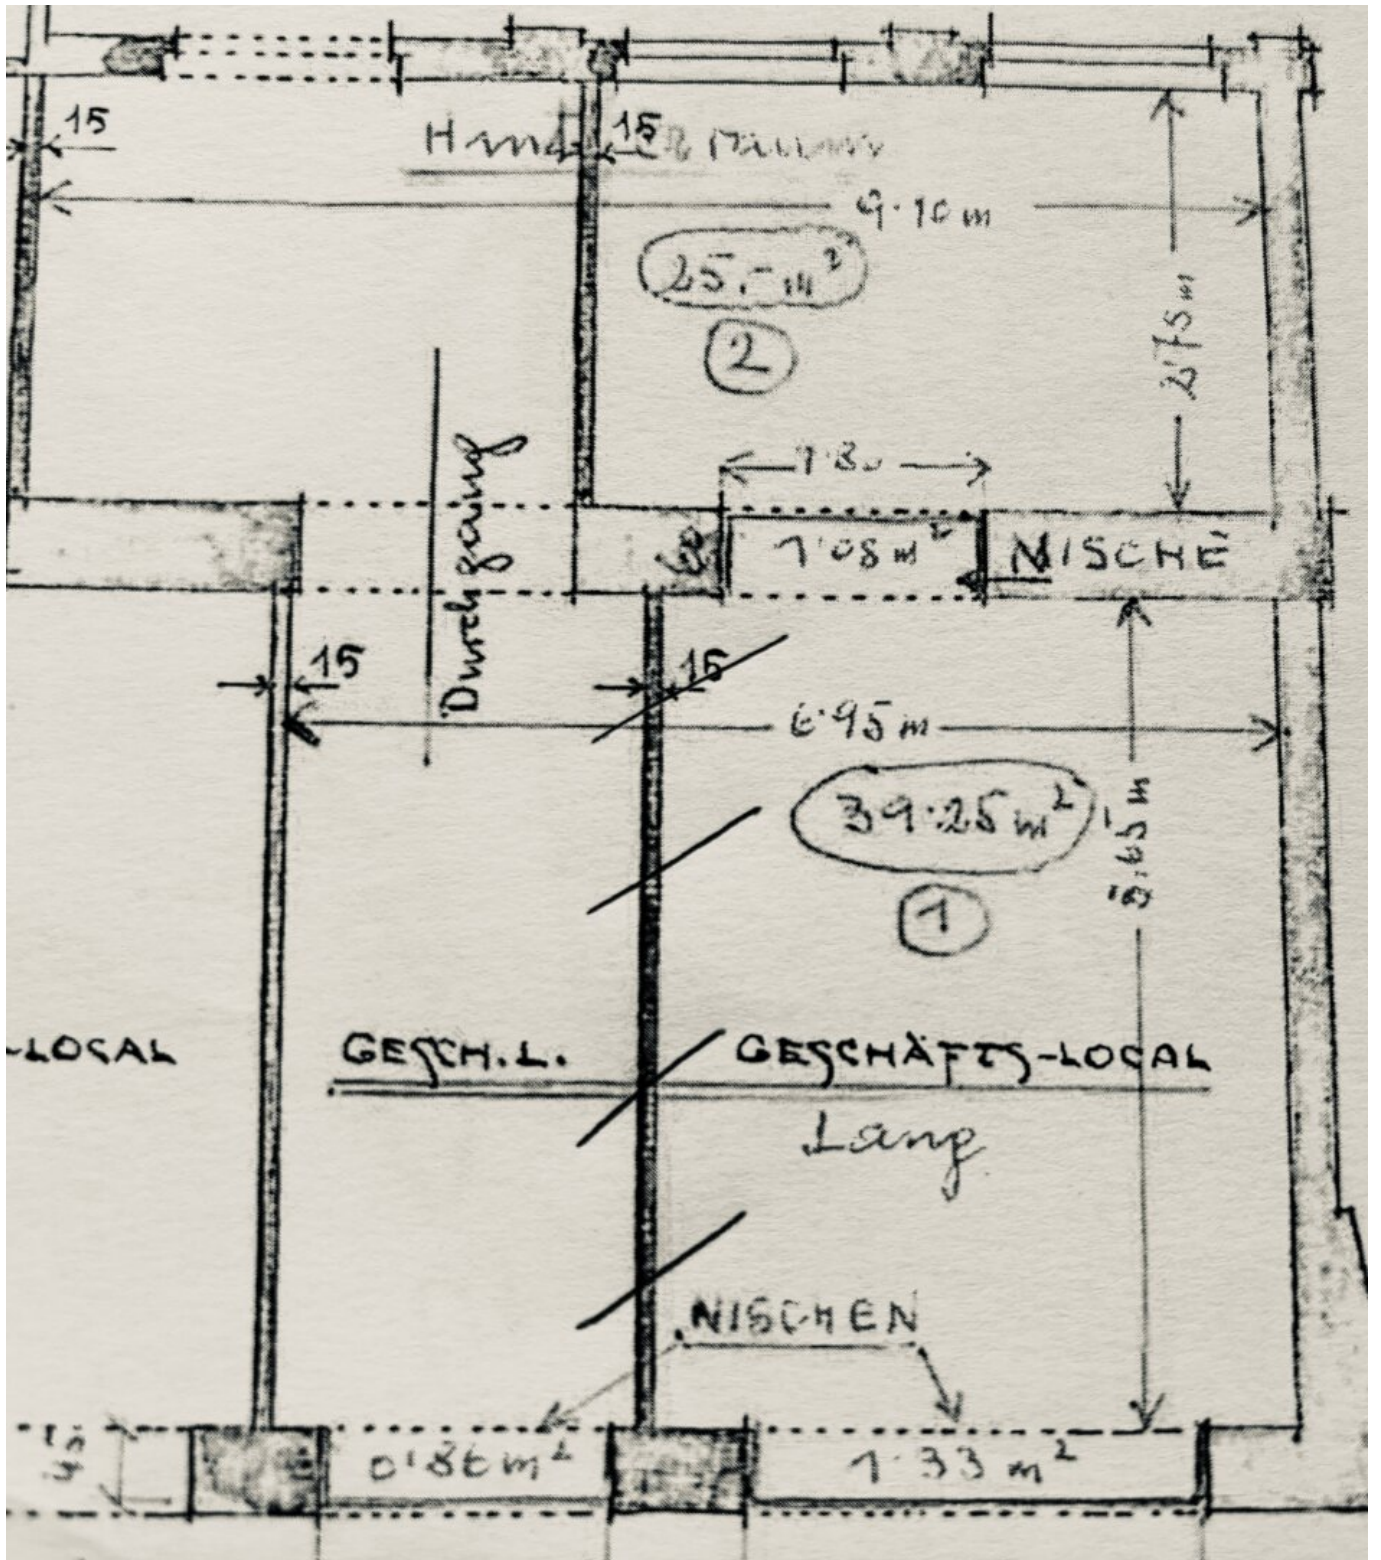 15
15
9·10 m
25.- m²
2
2'75 m
1·80
Durchgang
60
1'08 m²
NISCHE
15
15
6·95 m
39·25 m²
5.65 m
1
-LOCAL
GESCH.L.
GESCHÄFTS-LOCAL
Lang
NISCHEN
45
0'86 m²
1·33 m²